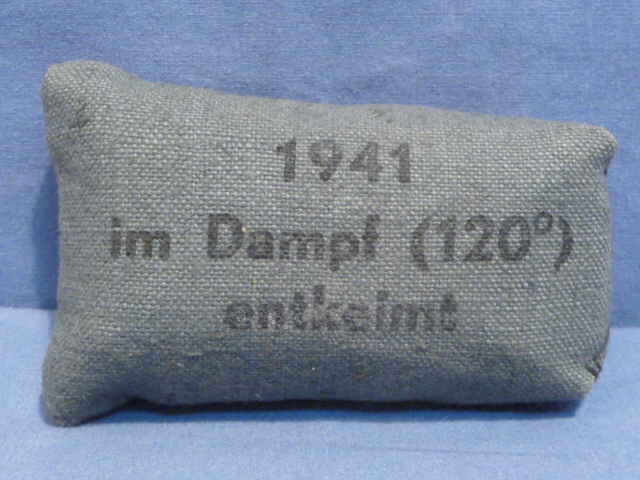 1941
im Dampf (120°)
entkeimt